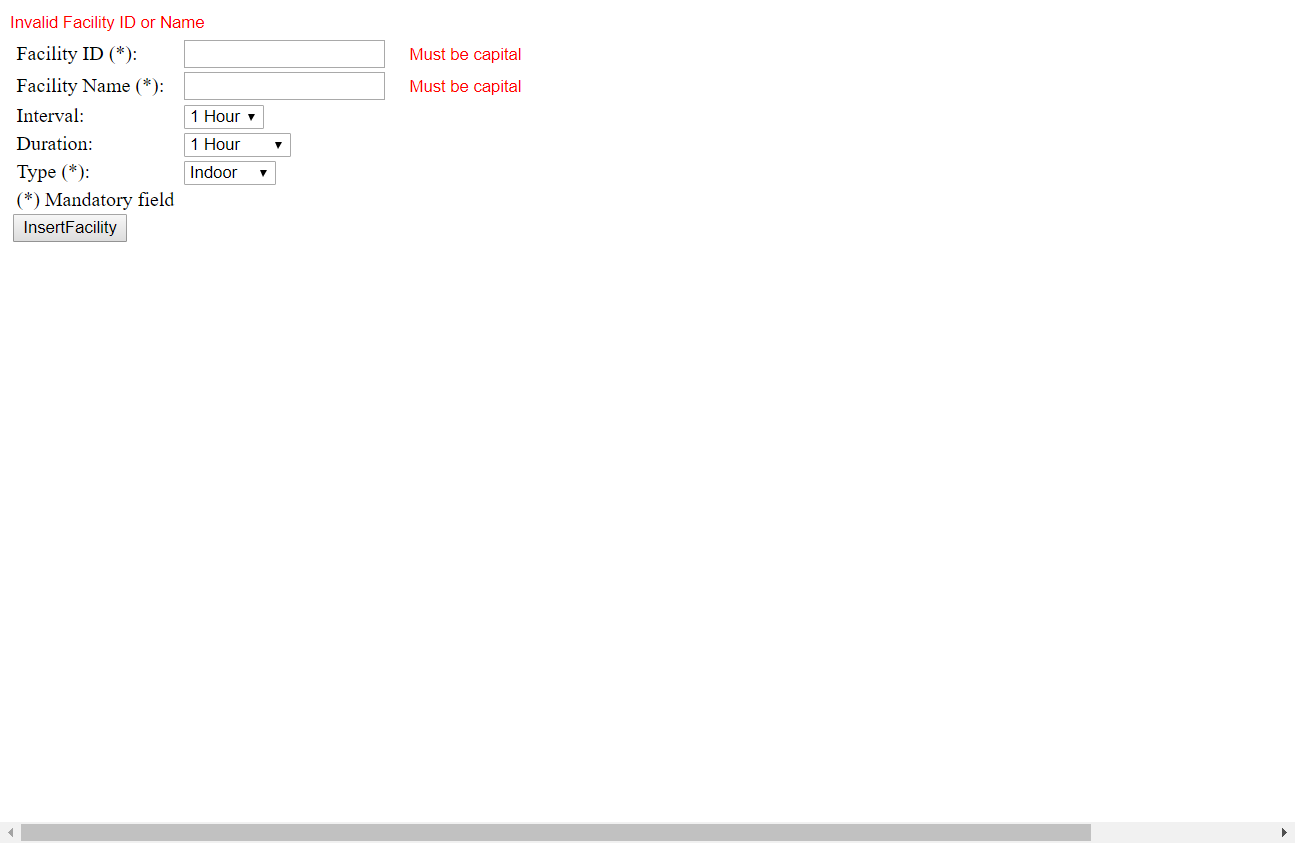 Invalid Facility ID or Name
Facility ID (*): Must be capital
Facility Name (*): Must be capital
Interval: 1 Hour
Duration: 1 Hour
Type (*): Indoor
(*) Mandatory field
InsertFacility